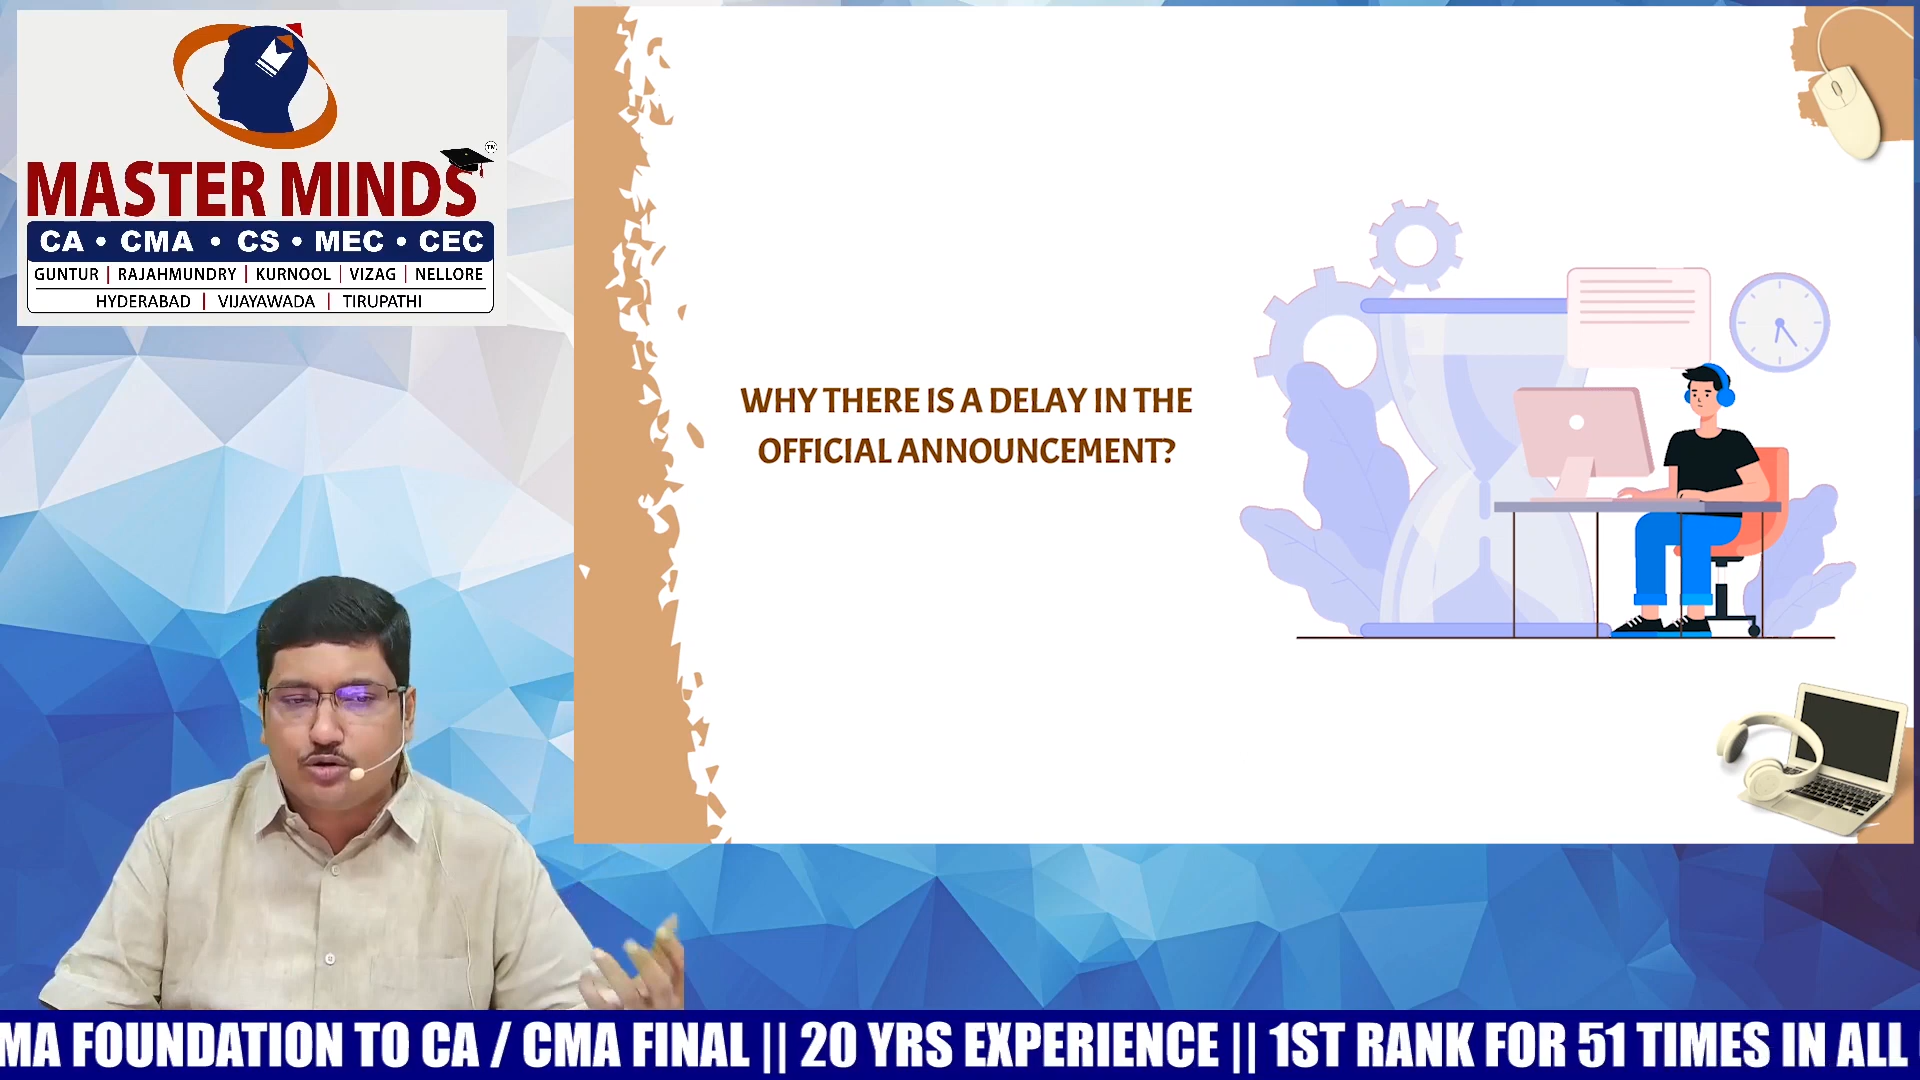 MASTER MINDS
TM
CA • CMA • CS • MEC • CEC
GUNTUR | RAJAHMUNDRY | KURNOOL | VIZAG | NELLORE
HYDERABAD | VIJAYAWADA | TIRUPATHI
WHY THERE IS A DELAY IN THE
OFFICIAL ANNOUNCEMENT?
MA FOUNDATION TO CA / CMA FINAL || 20 YRS EXPERIENCE || 1ST RANK FOR 51 TIMES IN ALL